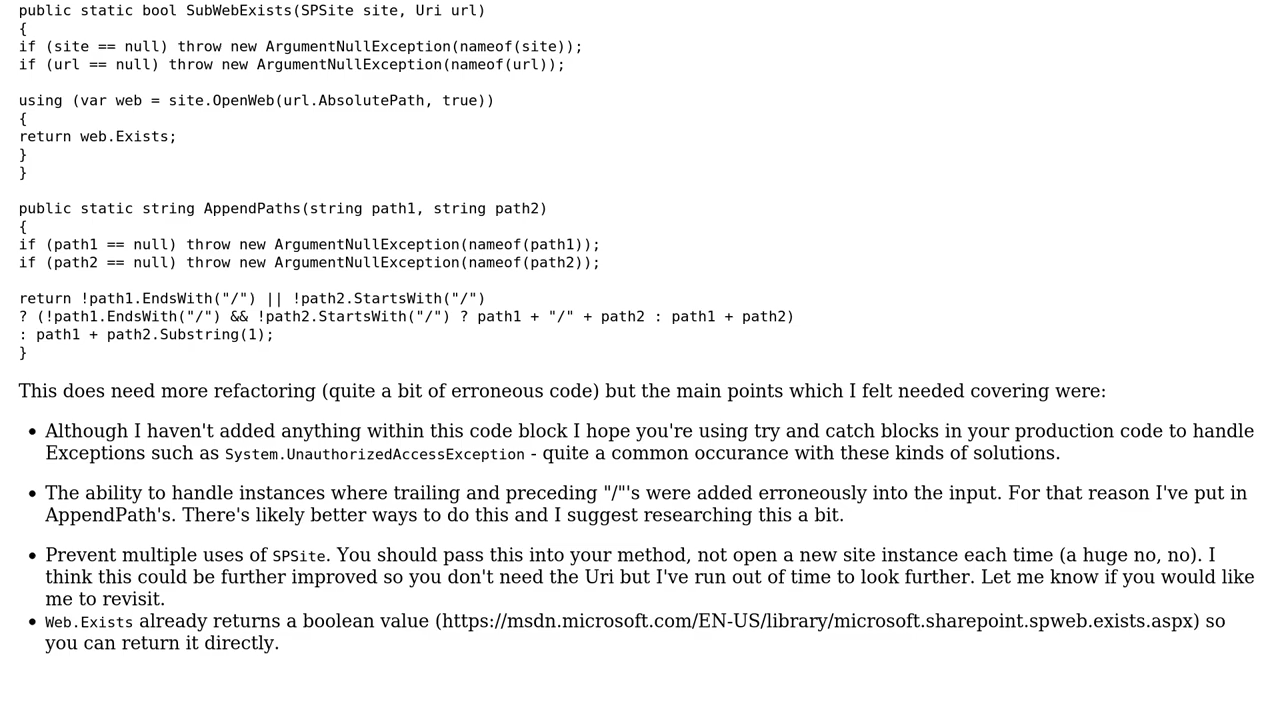 public static bool SubWebExists(SPSite site, Uri url)
{
if (site == null) throw new ArgumentNullException(nameof(site));
if (url == null) throw new ArgumentNullException(nameof(url));

using (var web = site.OpenWeb(url.AbsolutePath, true))
{
return web.Exists;
}
}

public static string AppendPaths(string path1, string path2)
{
if (path1 == null) throw new ArgumentNullException(nameof(path1));
if (path2 == null) throw new ArgumentNullException(nameof(path2));

return !path1.EndsWith("/") || !path2.StartsWith("/")
? (!path1.EndsWith("/") && !path2.StartsWith("/") ? path1 + "/" + path2 : path1 + path2)
: path1 + path2.Substring(1);
}

This does need more refactoring (quite a bit of erroneous code) but the main points which I felt needed covering were:

• Although I haven't added anything within this code block I hope you're using try and catch blocks in your production code to handle
Exceptions such as System.UnauthorizedAccessException - quite a common occurance with these kinds of solutions.

• The ability to handle instances where trailing and preceding "/"'s were added erroneously into the input. For that reason I've put in
AppendPath's. There's likely better ways to do this and I suggest researching this a bit.

• Prevent multiple uses of SPSite. You should pass this into your method, not open a new site instance each time (a huge no, no). I
think this could be further improved so you don't need the Uri but I've run out of time to look further. Let me know if you would like
me to revisit.
• Web.Exists already returns a boolean value (https://msdn.microsoft.com/EN-US/library/microsoft.sharepoint.spweb.exists.aspx) so
you can return it directly.